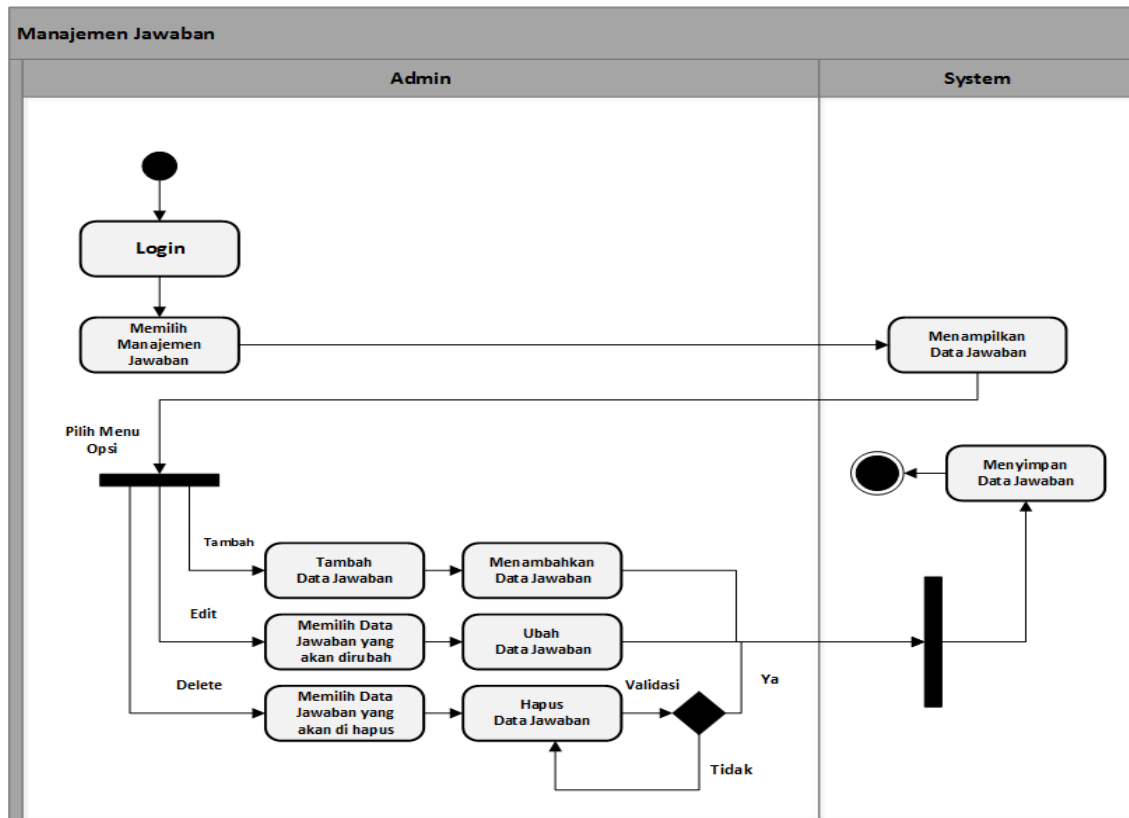 Manajemen Jawaban
Admin
System
Login
Memilih
Manajemen
Jawaban
Menampilkan
Data Jawaban
Pilih Menu
Opsi
Menyimpan
Data Jawaban
Tambah
Tambah
Data Jawaban
Menambahkan
Data Jawaban
Edit
Memilih Data
Jawaban yang
akan dirubah
Ubah
Data Jawaban
Delete
Memilih Data
Jawaban yang
akan di hapus
Hapus
Data Jawaban
Validasi
Ya
Tidak